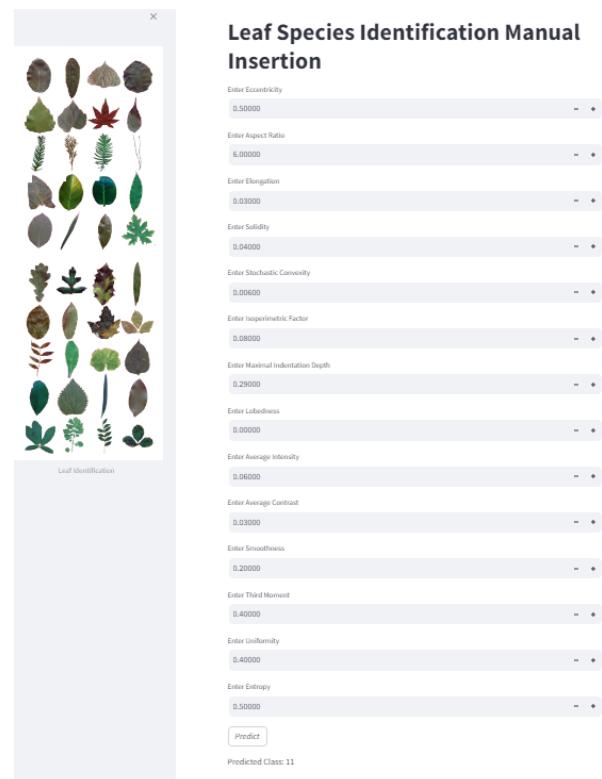 ×
Leaf Identification
Leaf Species Identification Manual
Insertion
Enter Eccentricity
0.50000
Enter Aspect Ratio
6.00000
Enter Elongation
0.03000
Enter Solidity
0.04000
Enter Stochastic Convexity
0.00600
Enter Isoperimetric Factor
0.08000
Enter Maximal Indentation Depth
0.29000
Enter Lobedness
0.00000
Enter Average Intensity
0.06000
Enter Average Contrast
0.03000
Enter Smoothness
0.20000
Enter Third Moment
0.40000
Enter Uniformity
0.40000
Enter Entropy
0.50000
Predict
Predicted Class: 11